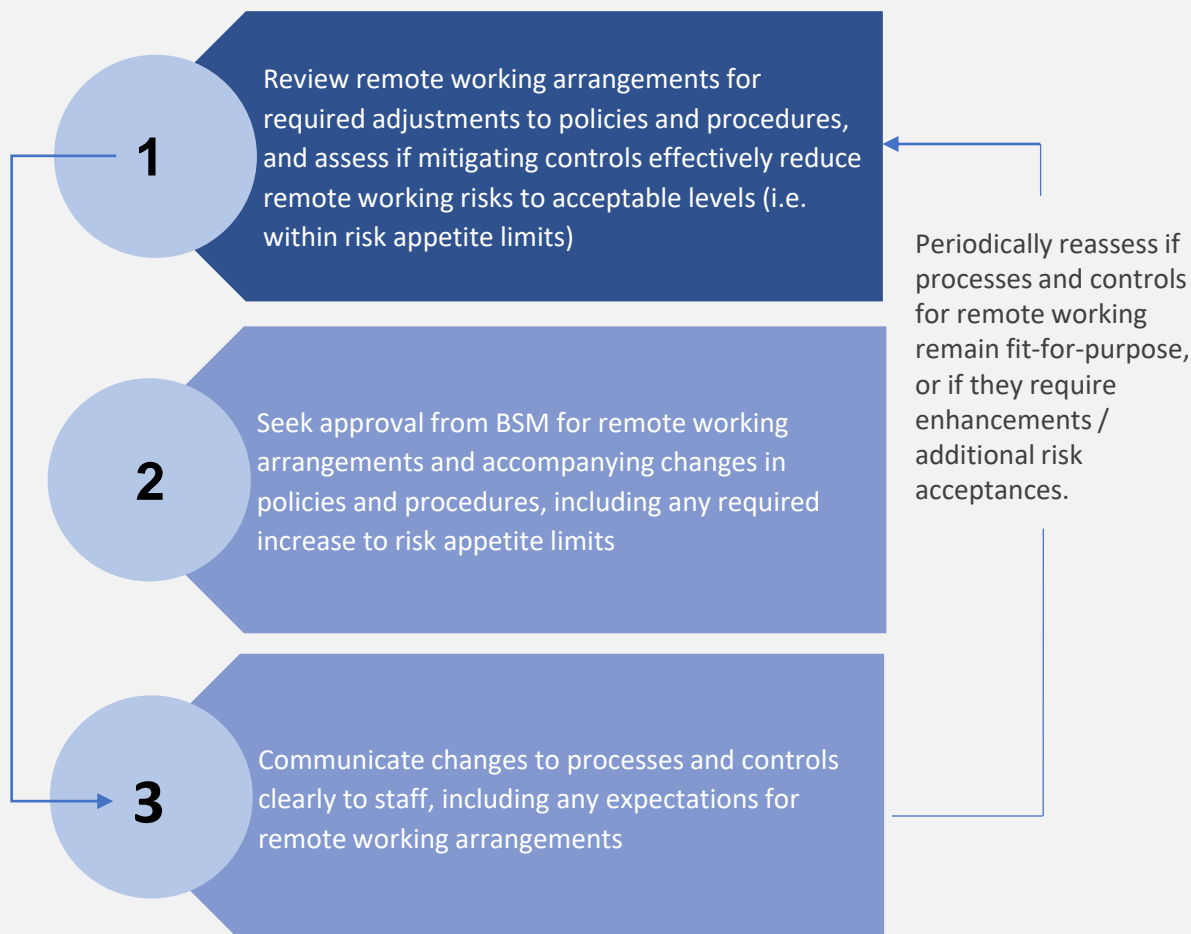 1
Review remote working arrangements for
required adjustments to policies and procedures,
and assess if mitigating controls effectively reduce
remote working risks to acceptable levels (i.e.
within risk appetite limits)
2
Seek approval from BSM for remote working
arrangements and accompanying changes in
policies and procedures, including any required
increase to risk appetite limits
3
Communicate changes to processes and controls
clearly to staff, including any expectations for
remote working arrangements
Periodically reassess if
processes and controls
for remote working
remain fit-for-purpose,
or if they require
enhancements /
additional risk
acceptances.